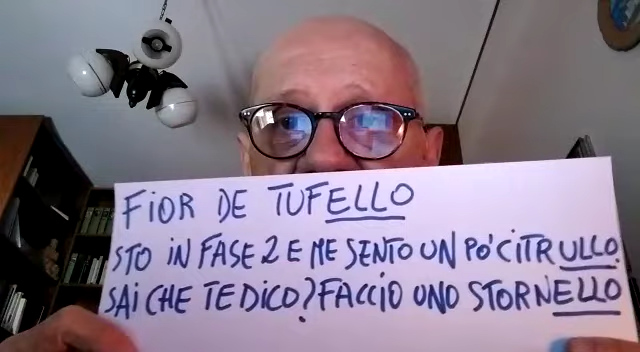 FIOR DE TUFELLO
STO IN FASE 2 E ME SENTO UN PO' CITRULLO.
SAI CHE TE DICO? FACCIO UNO STORNELLO